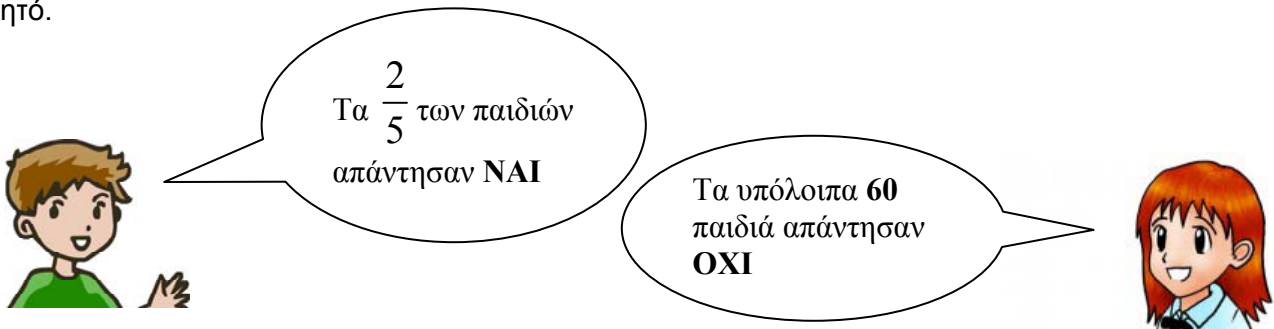 ητό.
Τα 2/5 των παιδιών
απάντησαν ΝΑΙ
Τα υπόλοιπα 60
παιδιά απάντησαν
ΟΧΙ